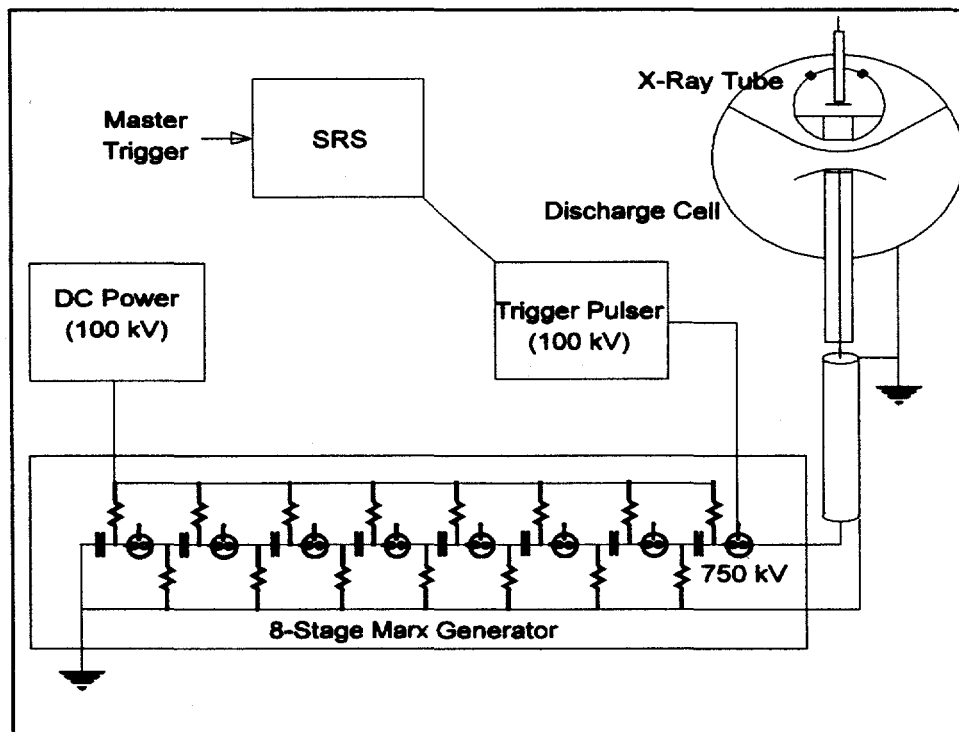 X-Ray Tube
Master
Trigger
SRS
Discharge Cell
DC Power
(100 kV)
Trigger Pulser
(100 kV)
750 kV
8-Stage Marx Generator